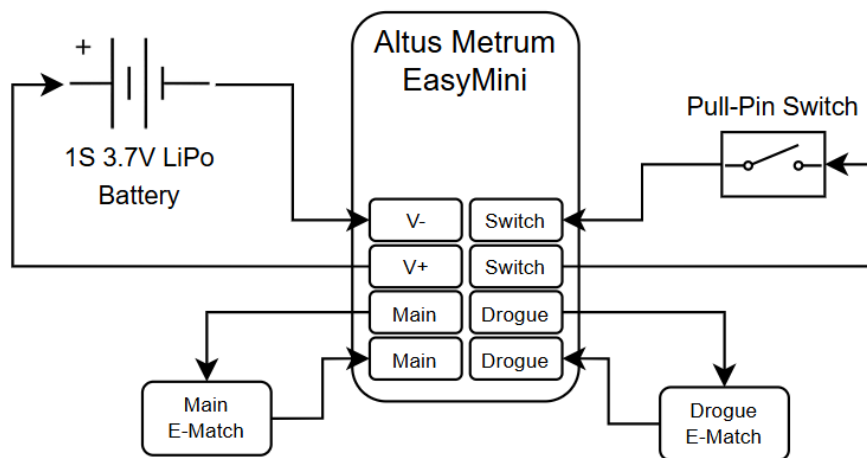 Altus Metrum
EasyMini
+
1S 3.7V LiPo
Battery
Pull-Pin Switch
V-
Switch
V+
Switch
Main
Drogue
Main
Drogue
Main
E-Match
Drogue
E-Match